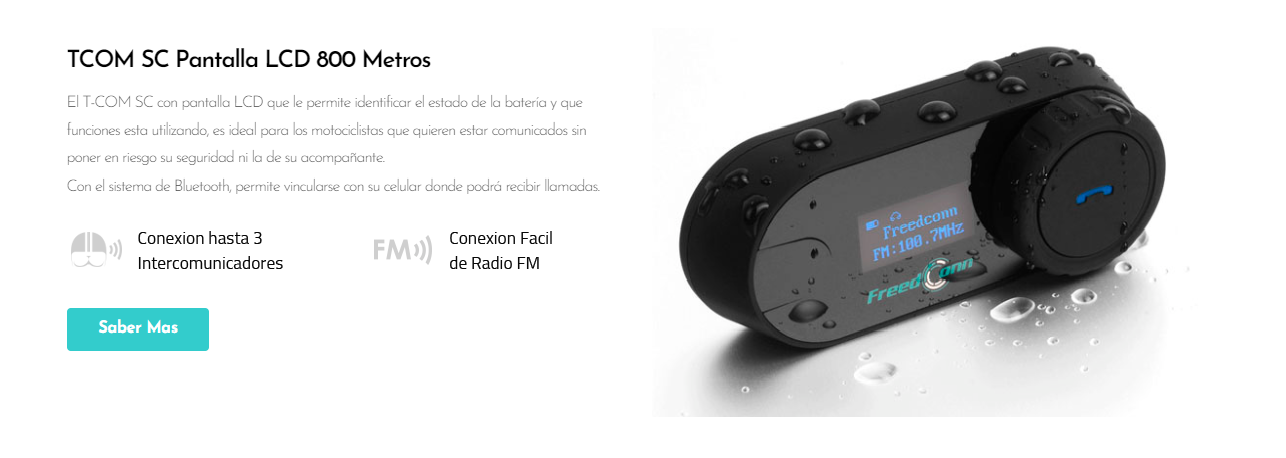 TCOM SC Pantalla LCD 800 Metros
El T-COM SC con pantalla LCD que le permite identificar el estado de la batería y que
funciones esta utilizando, es ideal para los motociclistas que quieren estar comunicados sin
poner en riesgo su seguridad ni la de su acompañante.
Con el sistema de Bluetooth, permite vincularse con su celular donde podrá recibir llamadas.
Conexion hasta 3
Intercomunicadores
FM
Conexion Facil
de Radio FM
Saber Mas
Freedconn
FM:100.7MHz
FreedConn